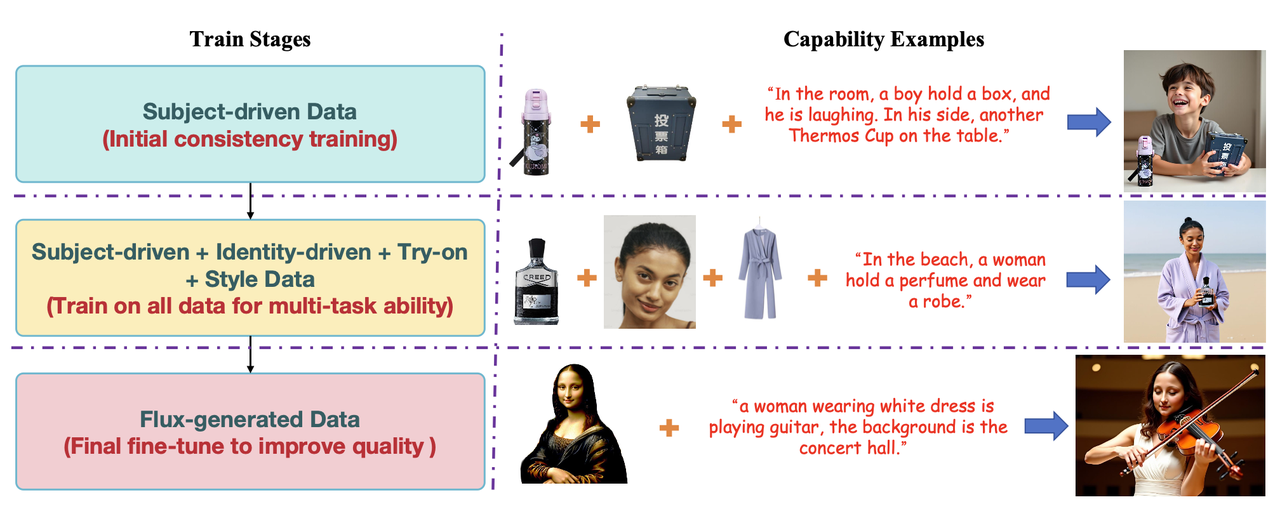 Train Stages
Capability Examples
Subject-driven Data
(Initial consistency training)
投
票
箱
“In the room, a boy hold a box, and
he is laughing. In his side, another
Thermos Cup on the table.”
投
票
箱
Subject-driven + Identity-driven + Try-on
+ Style Data
(Train on all data for multi-task ability)
CREED
“In the beach, a woman
hold a perfume and wear
a robe.”
Flux-generated Data
(Final fine-tune to improve quality )
“a woman wearing white dress is
playing guitar, the background is the
concert hall.”